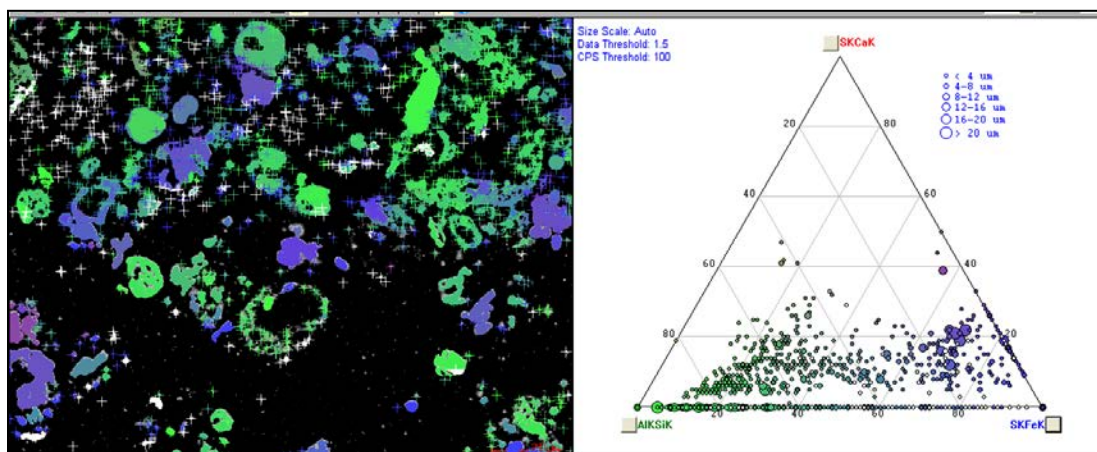 Size Scale: Auto
Data Threshold: 1.5
CPS Threshold: 100
SKCaK
< 4 um
4-8 um
8-12 um
12-16 um
16-20 um
> 20 um
20
80
40
60
60
40
80
20
20
40
60
80
AlKSiK
SKFeK